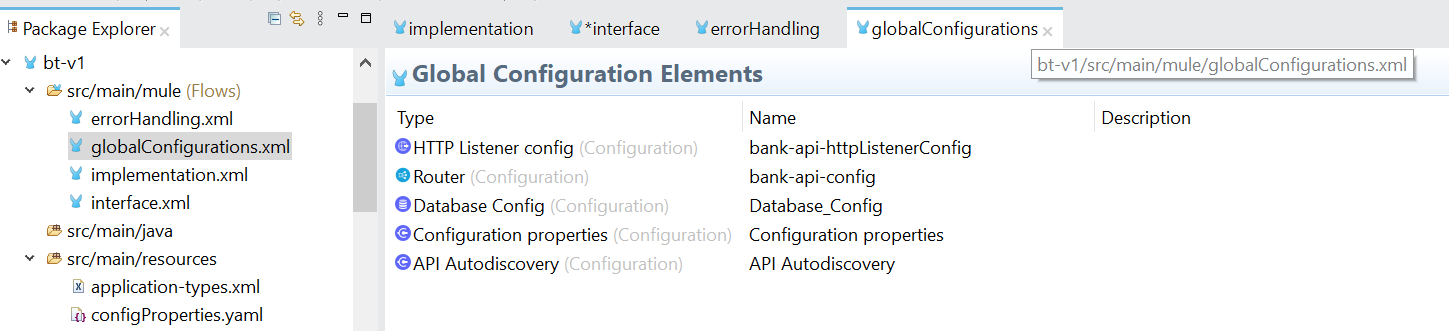 Package Explorer
bt-v1
src/main/mule (Flows)
errorHandling.xml
globalConfigurations.xml
implementation.xml
interface.xml
src/main/java
src/main/resources
application-types.xml
configProperties.yaml
implementation
*interface
errorHandling
globalConfigurations
Global Configuration Elements
bt-v1/src/main/mule/globalConfigurations.xml
Type Name Description
HTTP Listener config (Configuration) bank-api-httpListenerConfig
Router (Configuration) bank-api-config
Database Config (Configuration) Database_Config
Configuration properties (Configuration) Configuration properties
API Autodiscovery (Configuration) API Autodiscovery